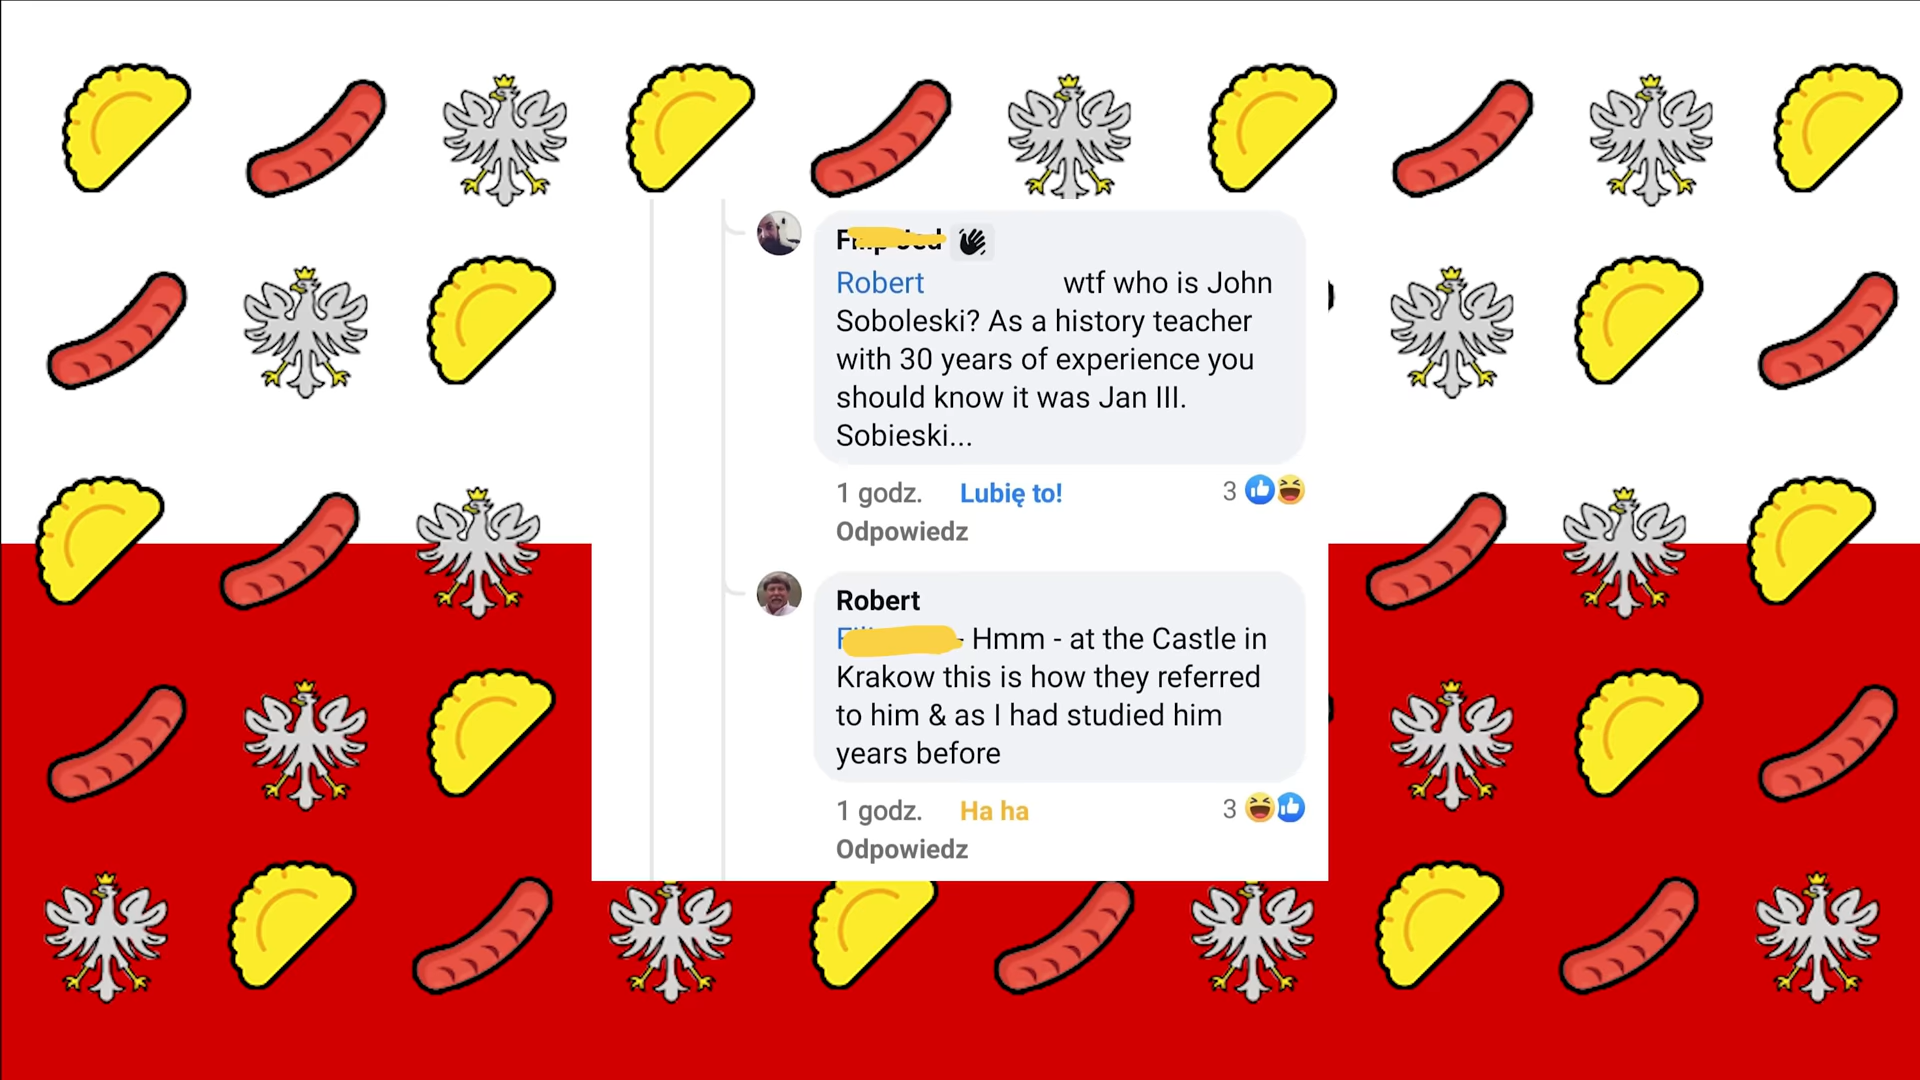 Robert wtf who is John
Soboleski? As a history teacher
with 30 years of experience you
should know it was Jan III.
Sobieski...
1 godz. Lubię to! 3
Odpowiedz
Robert
- Hmm - at the Castle in
Krakow this is how they referred
to him & as I had studied him
years before
1 godz. Ha ha 3
Odpowiedz